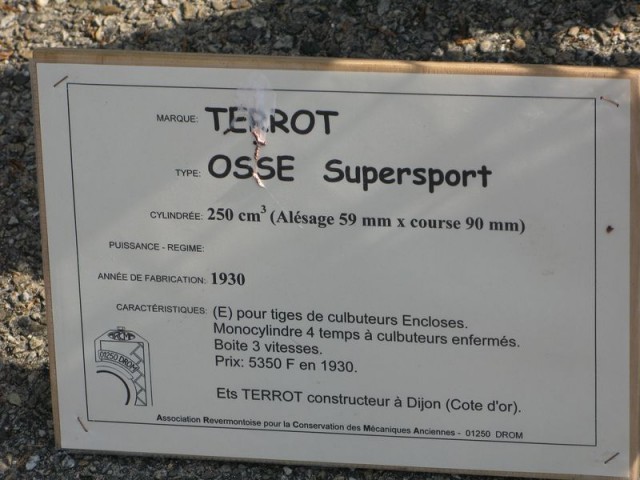 MARQUE: TERROT
TYPE: OSSE Supersport
CYLINDRÉE: 250 cm³ (Alésage 59 mm x course 90 mm)
PUISSANCE - REGIME:
ANNÉE DE FABRICATION: 1930
CARACTÉRISTIQUES: (E) pour tiges de culbuteurs Encloses.
Monocylindre 4 temps à culbuteurs enfermés.
Boite 3 vitesses.
Prix: 5350 F en 1930.
Ets TERROT constructeur à Dijon (Cote d'or).
01250 DROM
Association Revermontoise pour la Conservation des Mécaniques Anciennes - 01250 DROM